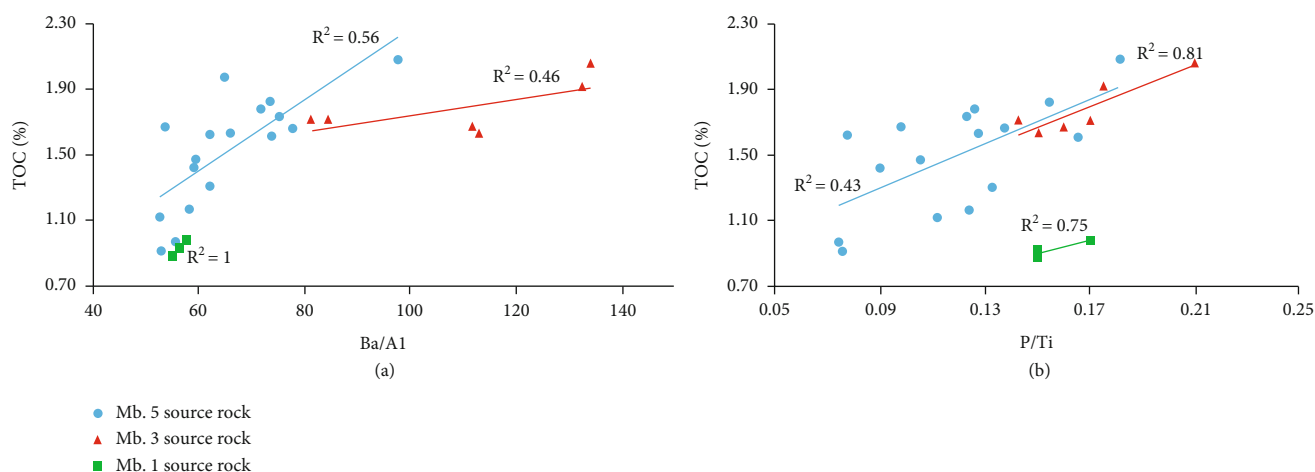 2.30
1.90
1.50
1.10
0.70
TOC (%)
R² = 0.56
R² = 0.46
R² = 1
40
60
80
100
120
140
Ba/A1
(a)
2.30
1.90
1.50
1.10
0.70
TOC (%)
R² = 0.81
R² = 0.43
R² = 0.75
0.05
0.09
0.13
0.17
0.21
0.25
P/Ti
(b)
Mb. 5 source rock
Mb. 3 source rock
Mb. 1 source rock